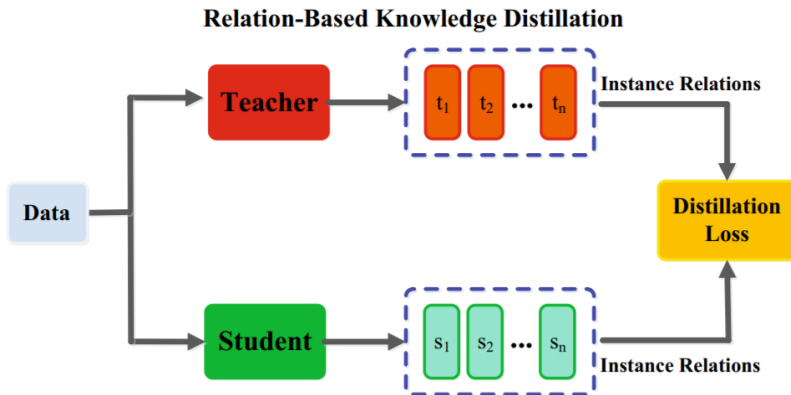 Relation-Based Knowledge Distillation
Teacher
t₁ t₂ ... tₙ
Instance Relations
Data
Distillation
Loss
Student
s₁ s₂ ... sₙ
Instance Relations